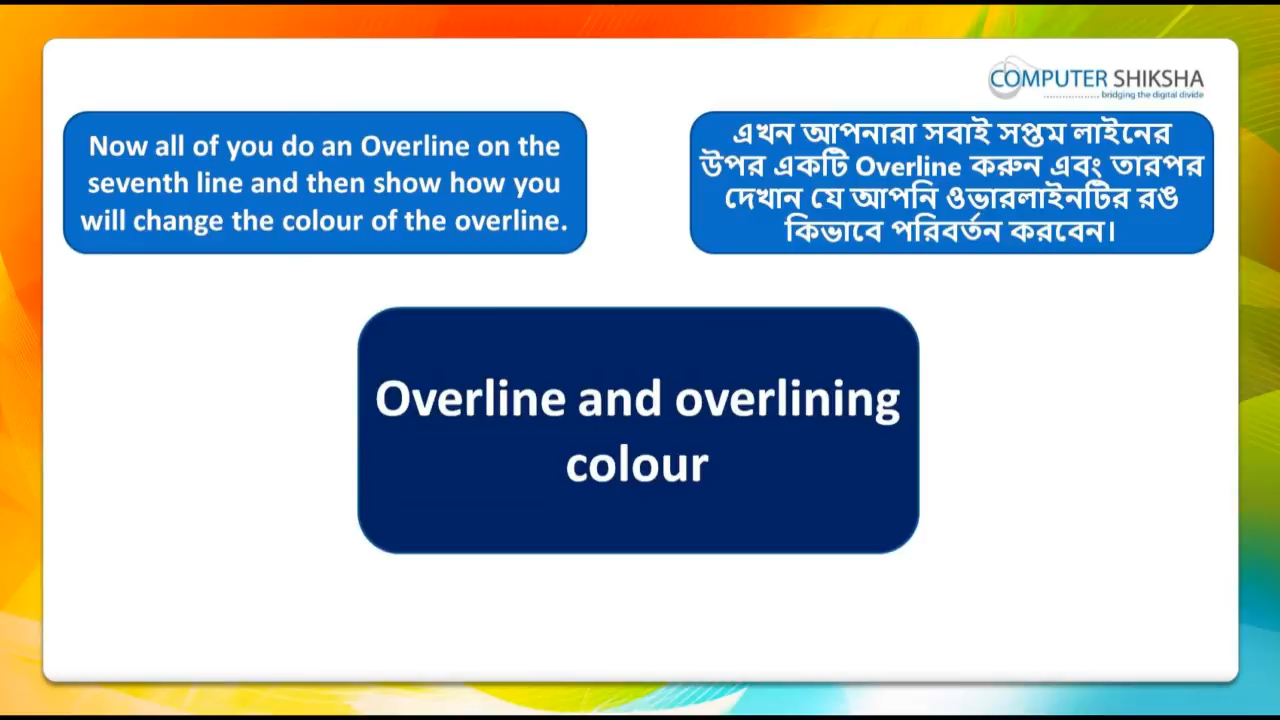 COMPUTER SHIKSHA
bridging the digital divide
Now all of you do an Overline on the
seventh line and then show how you
will change the colour of the overline.
এখন আপনারা সবাই সপ্তম লাইনের
উপর একটি Overline করুন এবং তারপর
দেখান যে আপনি ওভারলাইনটির রঙ
কিভাবে পরিবর্তন করবেন।
Overline and overlining
colour